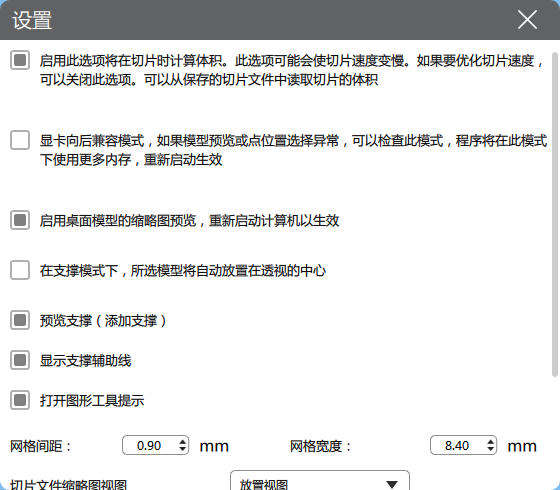 设置
启用此选项将在切片时计算体积。此选项可能会使切片速度变慢。如果要优化切片速度，
可以关闭此选项。可以从保存的切片文件中读取切片的体积
显卡向后兼容模式，如果模型预览或点位置选择异常，可以检查此模式，程序将在此模式
下使用更多内存，重新启动生效
启用桌面模型的缩略图预览，重新启动计算机以生效
在支撑模式下，所选模型将自动放置在透视的中心
预览支撑（添加支撑）
显示支撑辅助线
打开图形工具提示
网格间距： 0.90 mm 网格宽度： 8.40 mm
切片文件缩略图视图 放置视图